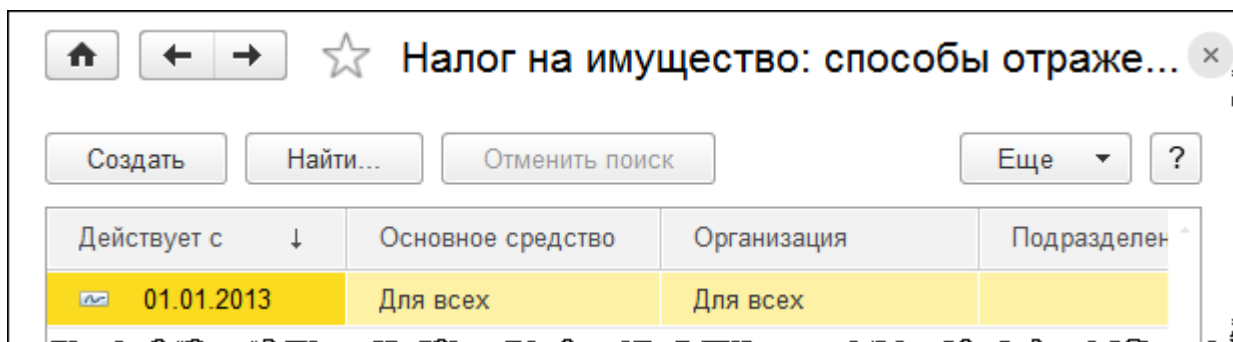 Налог на имущество: способы отраже...
Создать Найти... Отменить поиск Еще ?
Действует с ↓ Основное средство Организация Подразделен
01.01.2013 Для всех Для всех